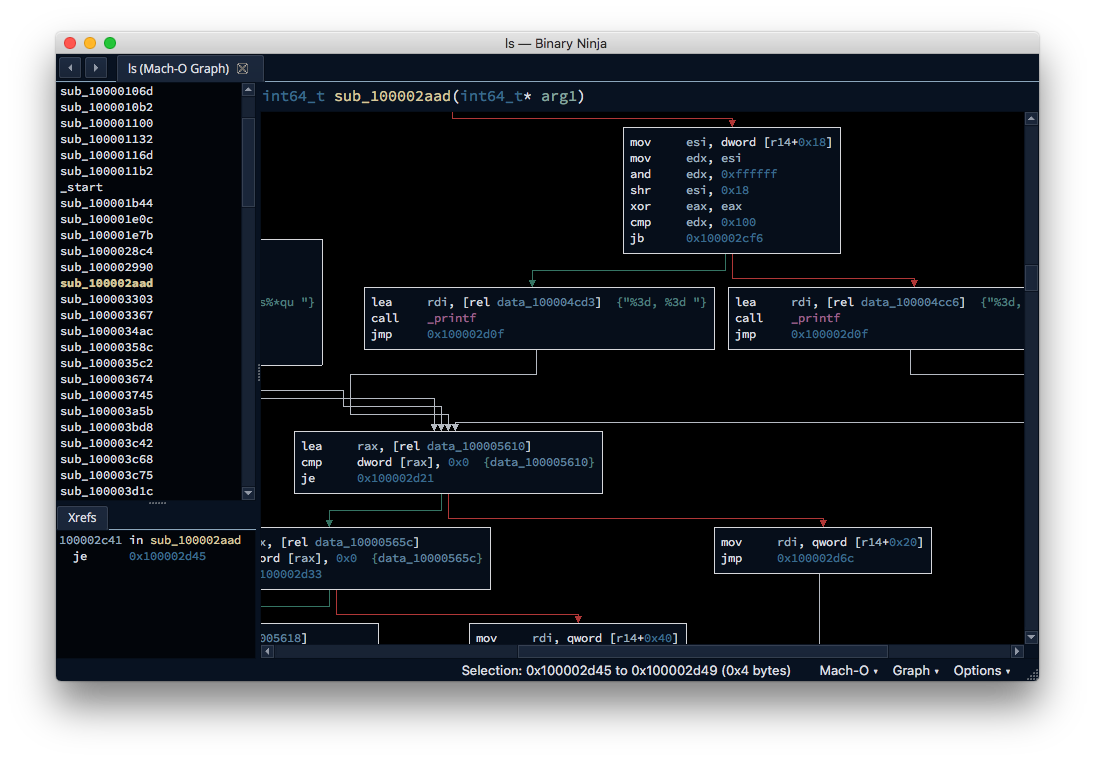 ls — Binary Ninja
ls (Mach-O Graph)
sub_10000106d
sub_1000010b2
sub_100001100
sub_100001132
sub_10000116d
sub_1000011b2
_start
sub_100001b44
sub_100001e0c
sub_100001e7b
sub_1000028c4
sub_100002990
sub_100002aad
sub_100003303
sub_100003367
sub_1000034ac
sub_10000358c
sub_1000035c2
sub_100003674
sub_100003745
sub_100003a5b
sub_100003bd8
sub_100003c42
sub_100003c68
sub_100003c75
sub_100003d1c
Xrefs
100002c41 in sub_100002aad
je 0x100002d45
int64_t sub_100002aad(int64_t* arg1)
mov esi, dword [r14+0x18]
mov edx, esi
and edx, 0xffffff
shr esi, 0x18
xor eax, eax
cmp edx, 0x100
jb 0x100002cf6
s%*qu "}
lea rdi, [rel data_100004cd3] {"%3d, %3d "}
call _printf
jmp 0x100002d0f
lea rdi, [rel data_100004cc6] {"%3d,
call _printf
jmp 0x100002d0f
lea rax, [rel data_100005610]
cmp dword [rax], 0x0 {data_100005610}
je 0x100002d21
x, [rel data_10000565c]
ord [rax], 0x0 {data_10000565c}
100002d33
mov rdi, qword [r14+0x20]
jmp 0x100002d6c
005618]
mov rdi, qword [r14+0x40]
Selection: 0x100002d45 to 0x100002d49 (0x4 bytes)
Mach-O
Graph
Options